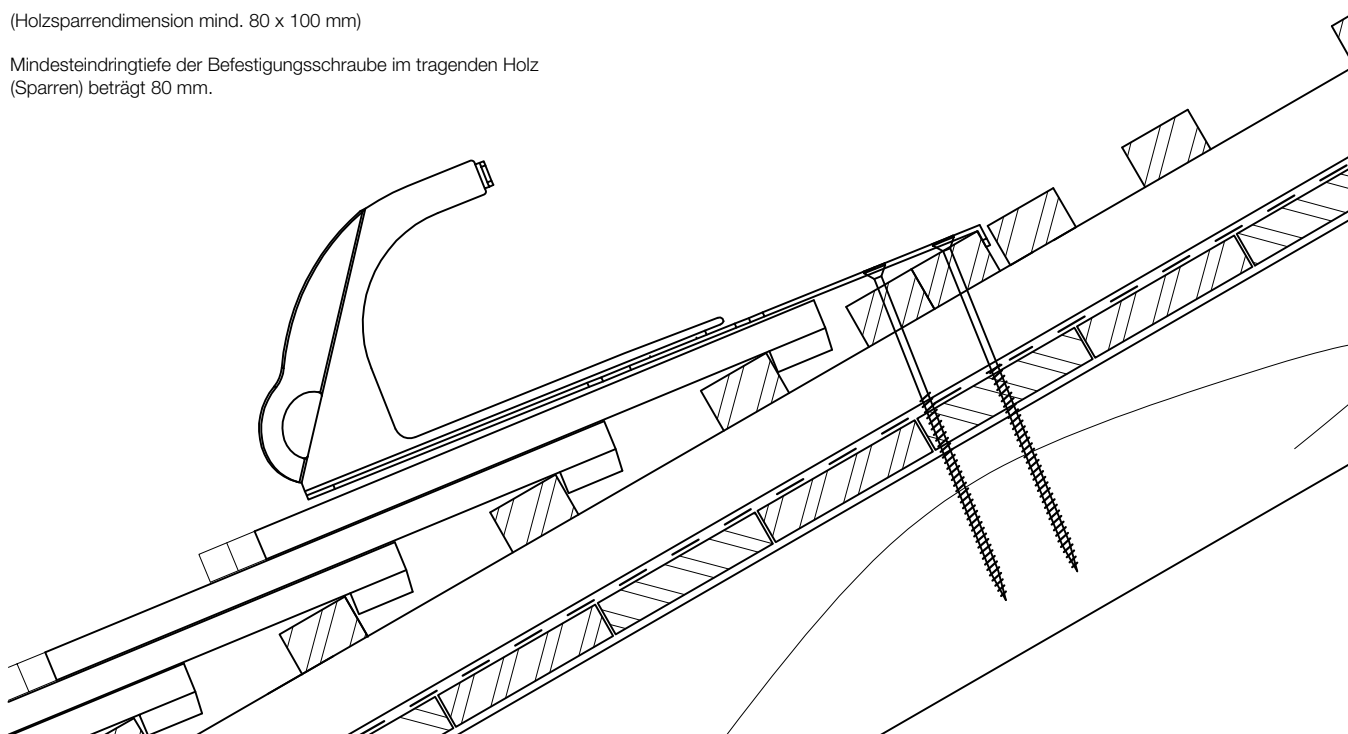 (Holzsparrendimension mind. 80 x 100 mm)
Mindesteindringtiefe der Befestigungsschraube im tragenden Holz
(Sparren) beträgt 80 mm.